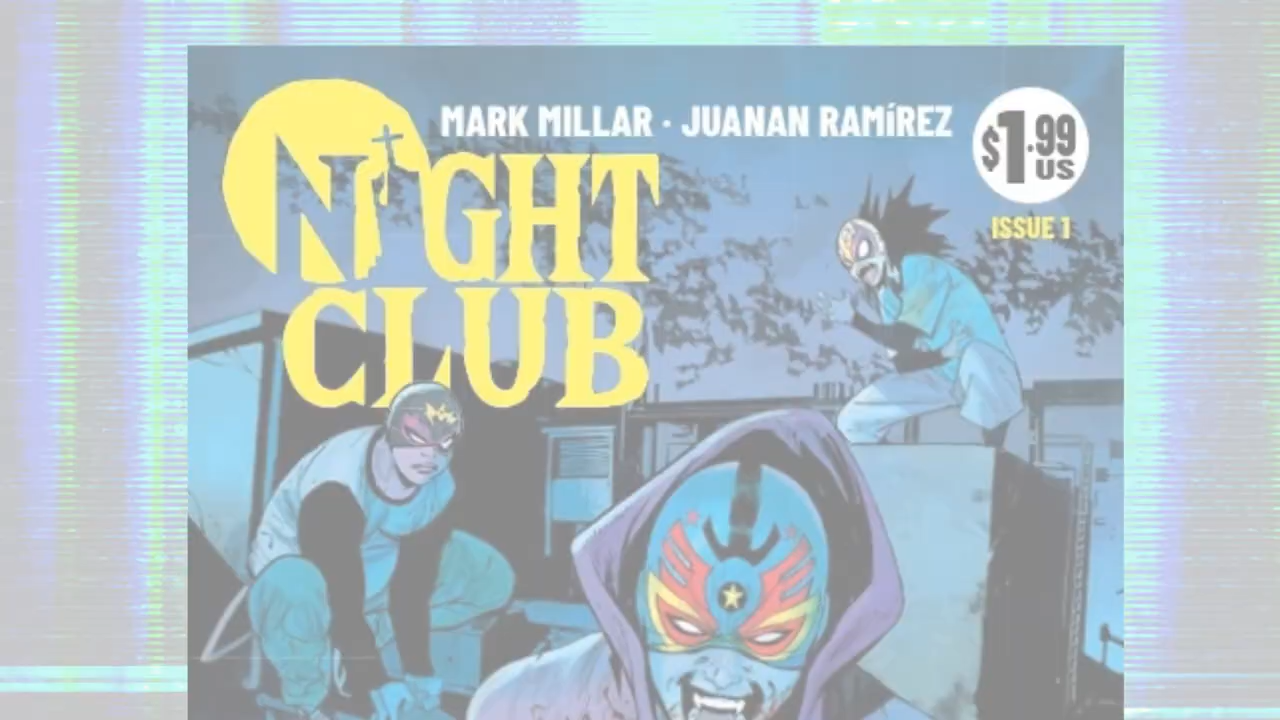 MARK MILLAR · JUANAN RAMíREZ
NIGHT
CLUB
$1.99
US
ISSUE 1